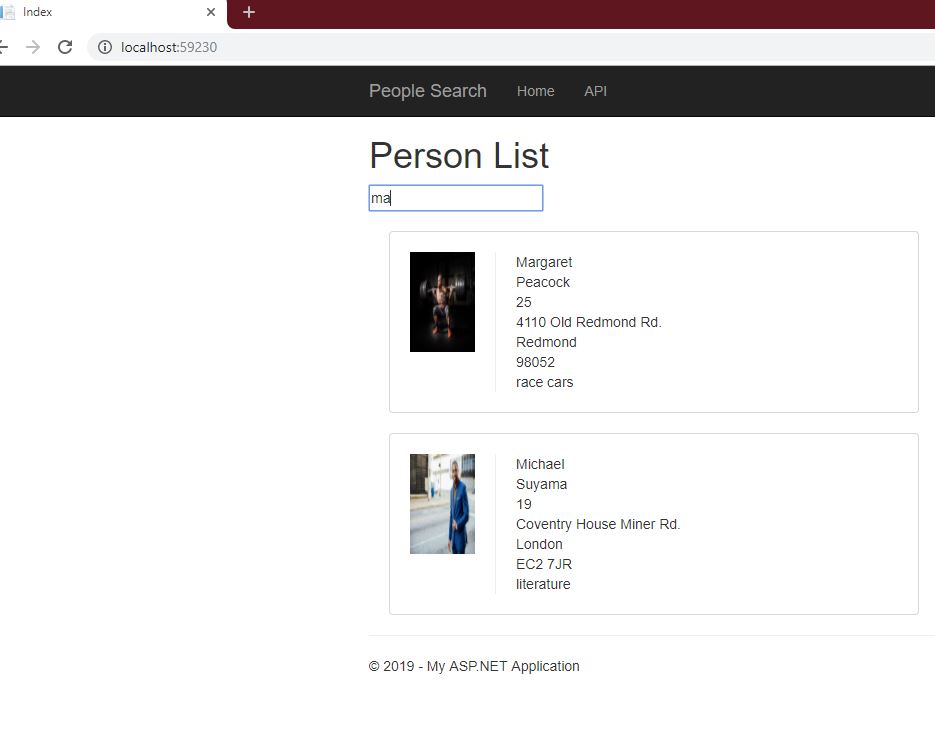 Index
localhost:59230
People Search Home API
Person List
ma
Margaret
Peacock
25
4110 Old Redmond Rd.
Redmond
98052
race cars
Michael
Suyama
19
Coventry House Miner Rd.
London
EC2 7JR
literature
© 2019 - My ASP.NET Application